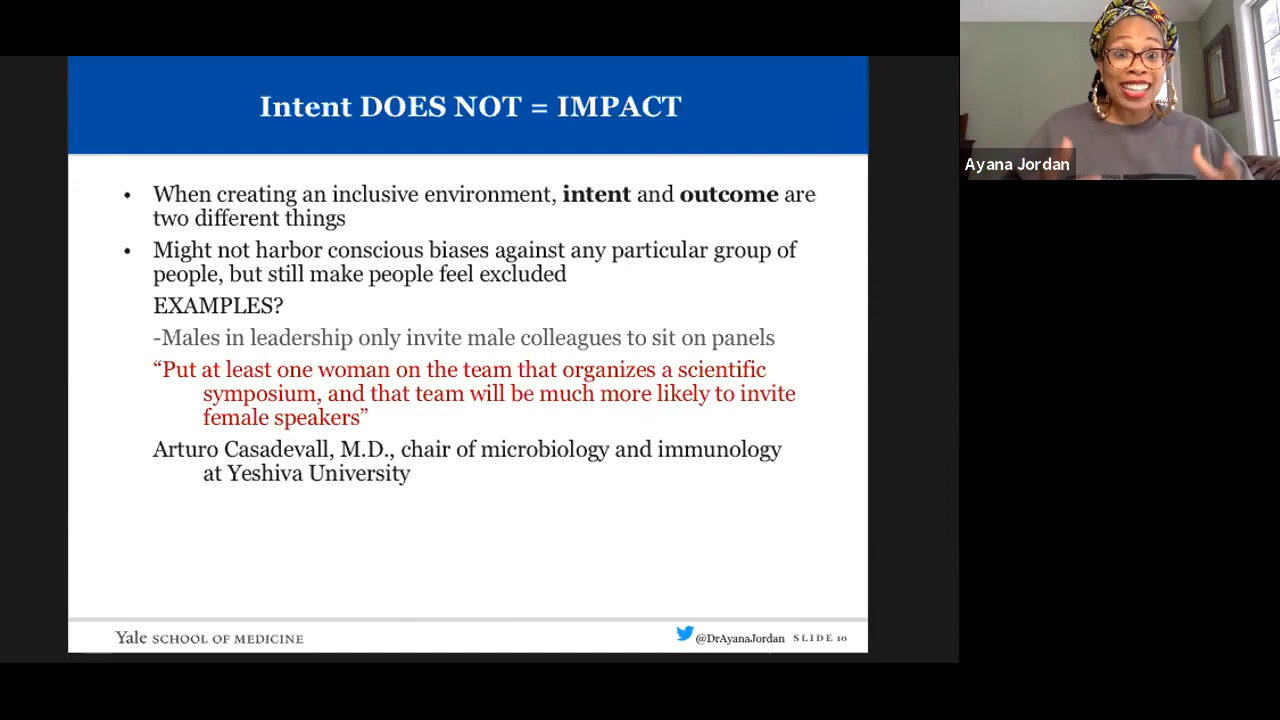 Intent DOES NOT = IMPACT
• When creating an inclusive environment, intent and outcome are
two different things
• Might not harbor conscious biases against any particular group of
people, but still make people feel excluded
EXAMPLES?
-Males in leadership only invite male colleagues to sit on panels
“Put at least one woman on the team that organizes a scientific
symposium, and that team will be much more likely to invite
female speakers”
Arturo Casadevall, M.D., chair of microbiology and immunology
at Yeshiva University
Yale SCHOOL OF MEDICINE
@DrAyanaJordan SLIDE 10
Ayana Jordan